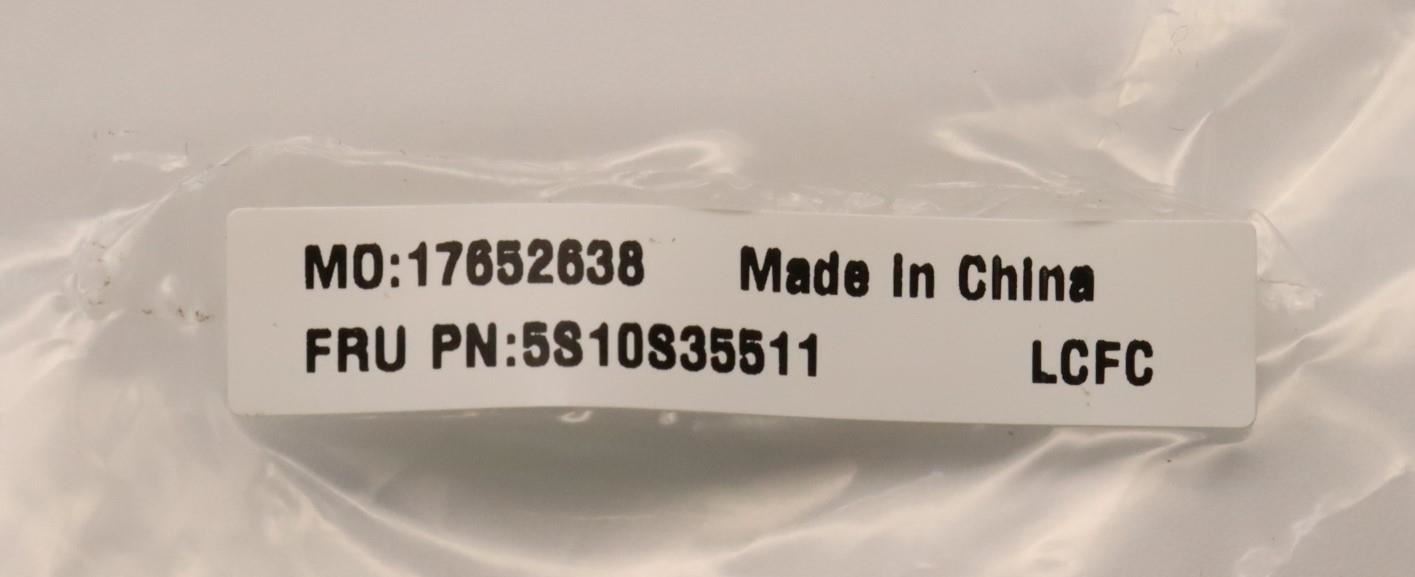 MO:17652638 Made In China
FRU PN:5S10S35511 LCFC